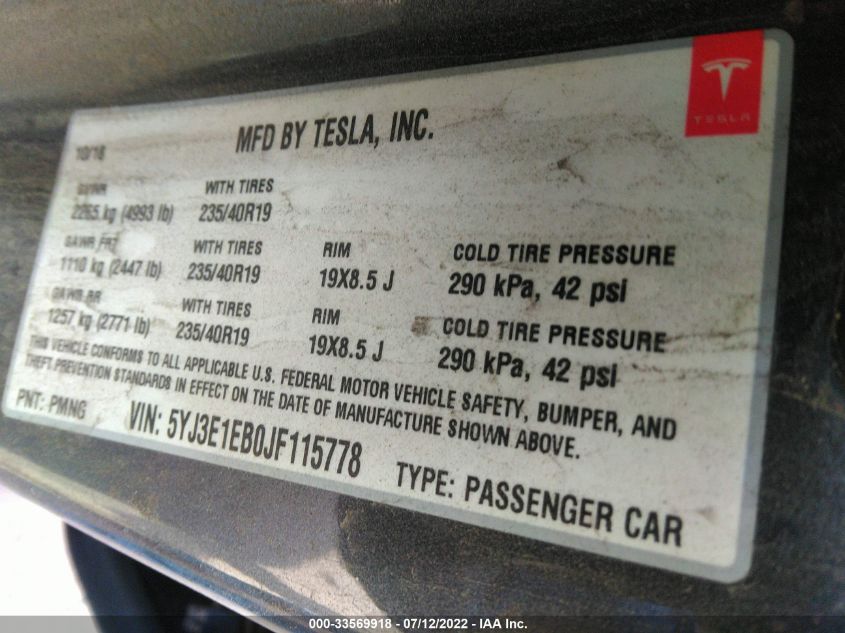 TESLA
MFD BY TESLA, INC.
10/18
GVWR WITH TIRES
2265 kg (4993 lb) 235/40R19
GAWR FRT WITH TIRES RIM COLD TIRE PRESSURE
1110 kg (2447 lb) 235/40R19 19X8.5 J 290 kPa, 42 psi
GAWR RR WITH TIRES RIM COLD TIRE PRESSURE
1257 kg (2771 lb) 235/40R19 19X8.5 J 290 kPa, 42 psi
THIS VEHICLE CONFORMS TO ALL APPLICABLE U.S. FEDERAL MOTOR VEHICLE SAFETY, BUMPER, AND
THEFT PREVENTION STANDARDS IN EFFECT ON THE DATE OF MANUFACTURE SHOWN ABOVE.
PNT: PMNG VIN: 5YJ3E1EB0JF115778 TYPE: PASSENGER CAR
000-33569918 - 07/12/2022 - IAA Inc.